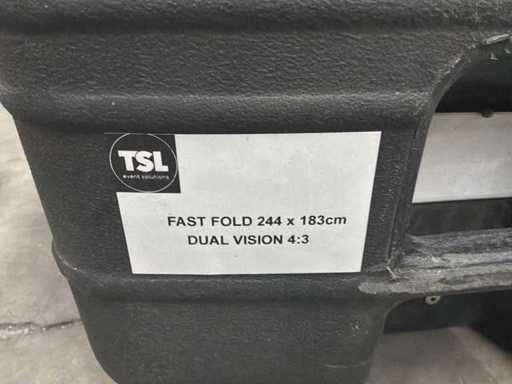 TSL
event solutions
FAST FOLD 244 x 183cm
DUAL VISION 4:3